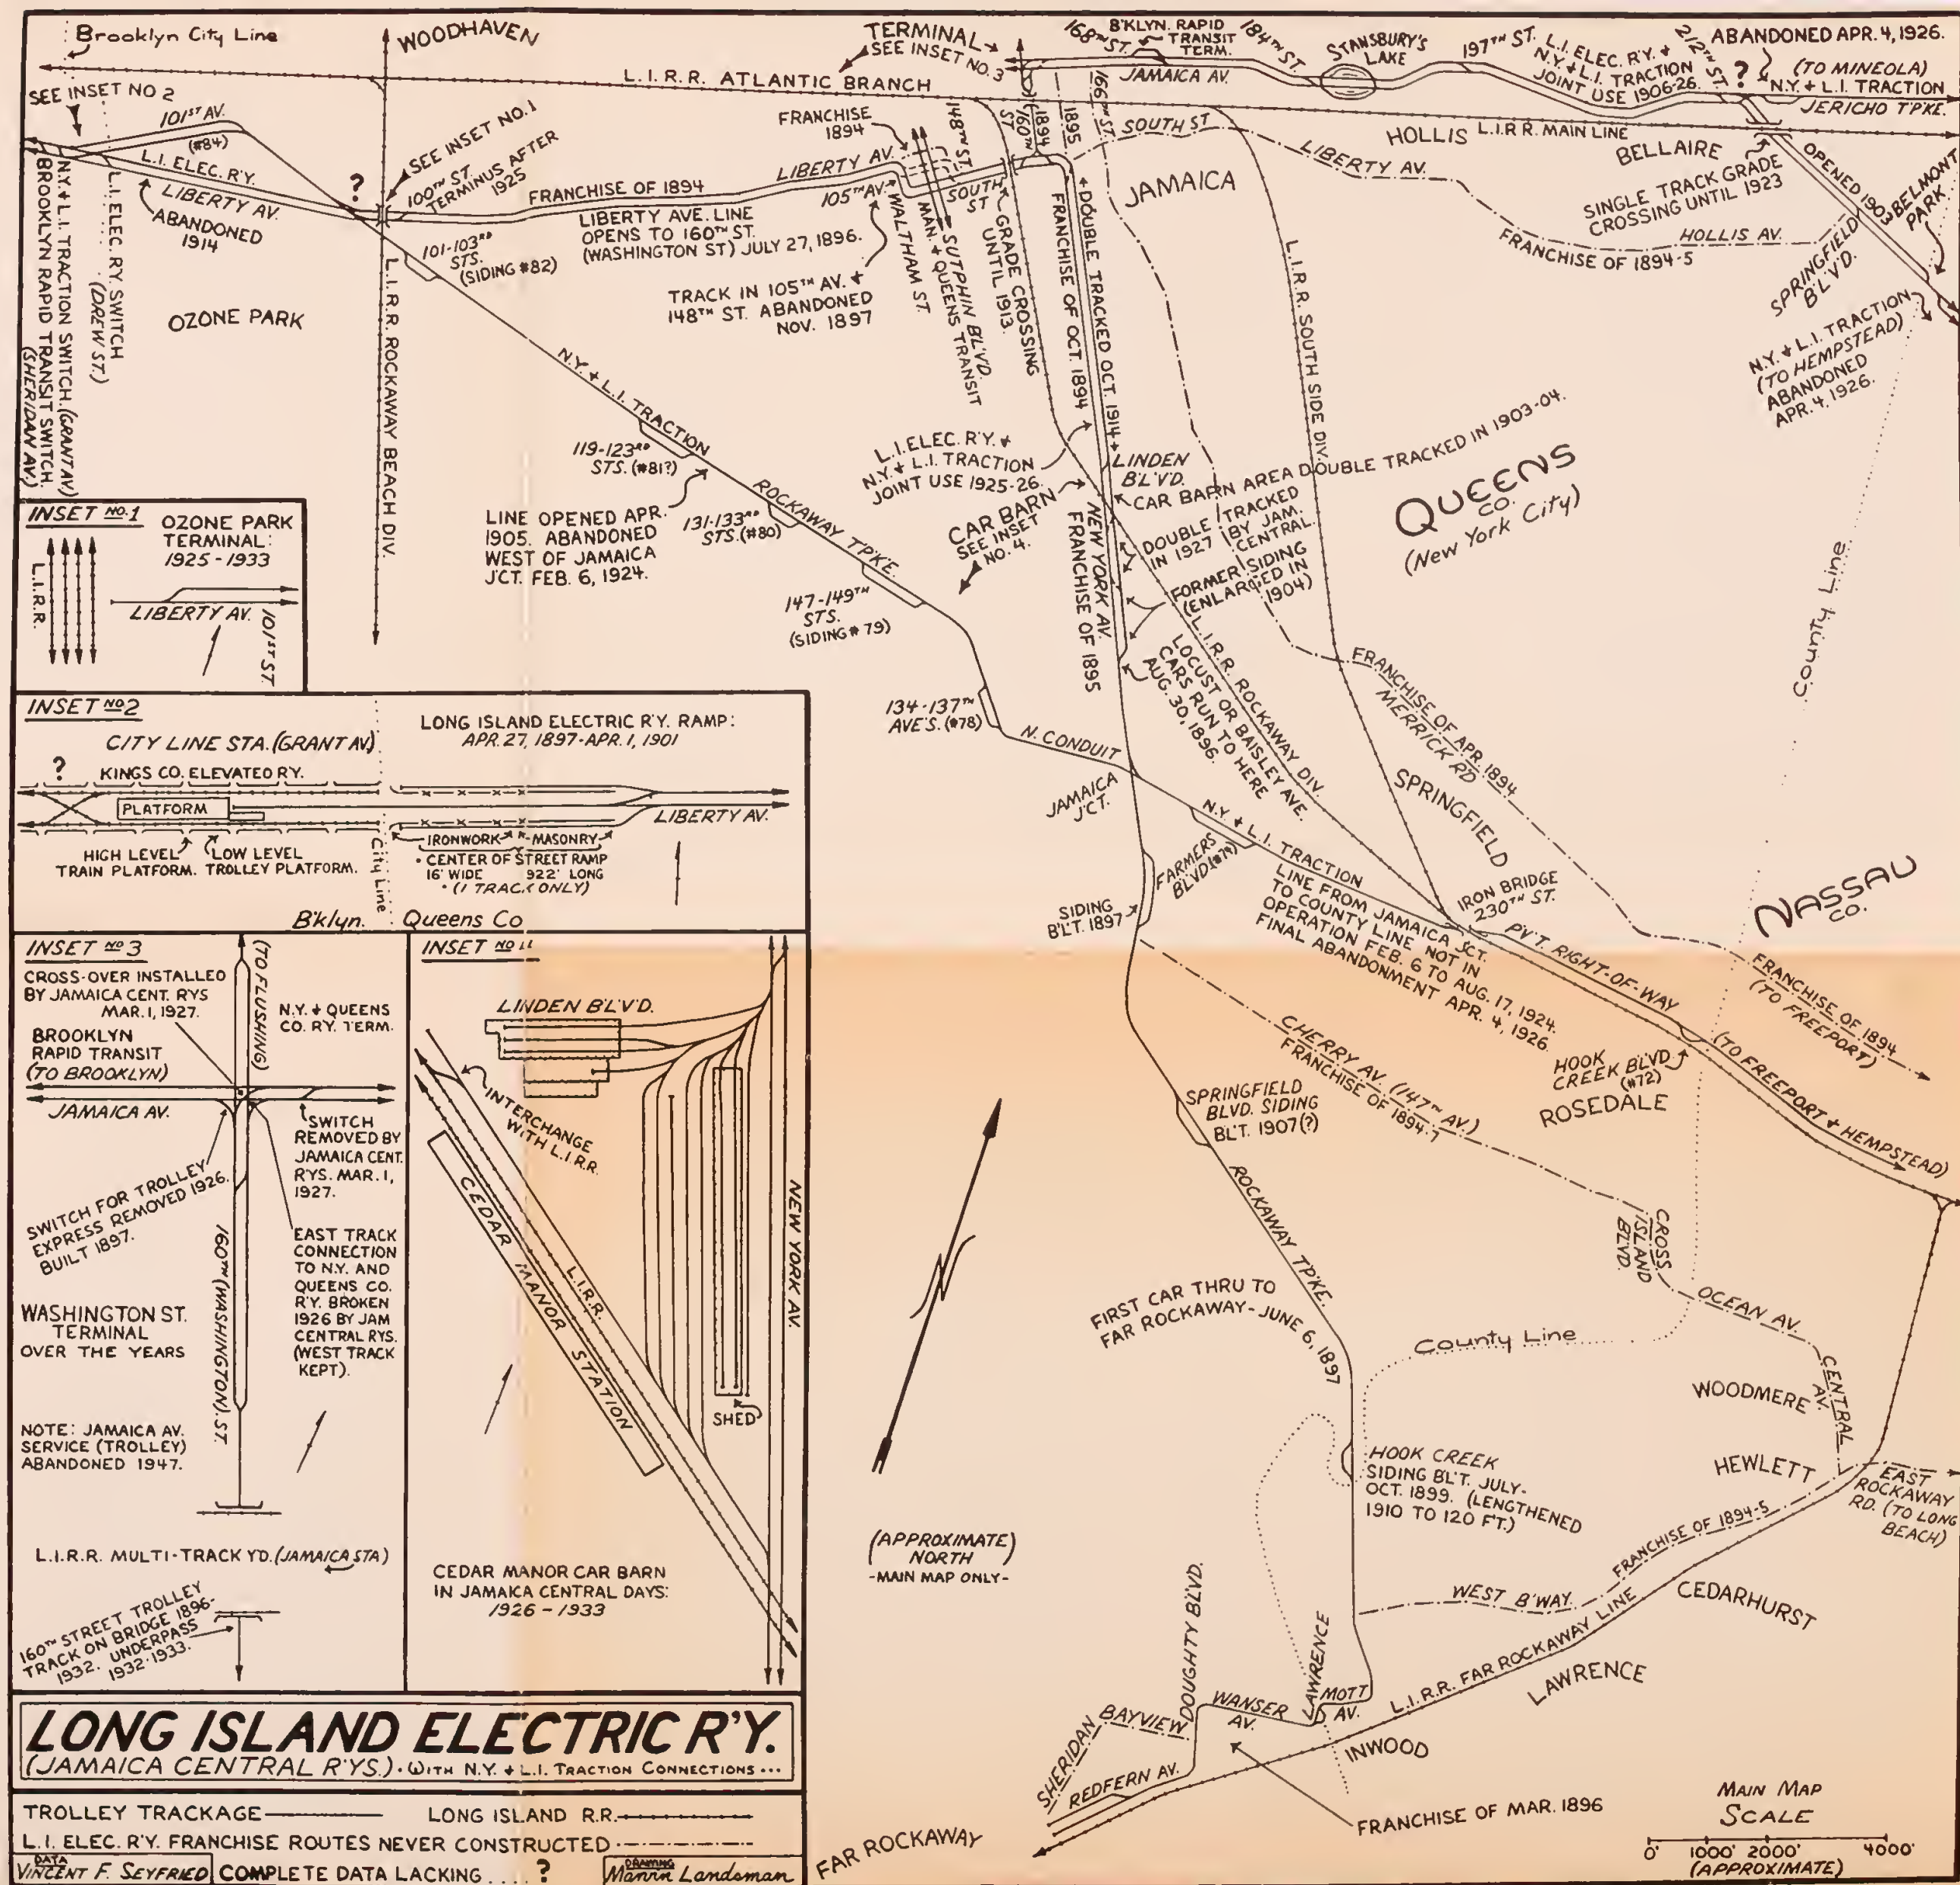 Brooklyn City Line
WOODHAVEN
TERMINAL
SEE INSET NO. 3
168TH ST.
B'KLYN. RAPID
TRANSIT
TERM.
184TH ST.
STANSBURY'S
LAKE
197TH ST.
L.I. ELEC. RY. &
N.Y. & L.I. TRACTION
JOINT USE 1906-26.
212TH ST.
?
ABANDONED APR. 4, 1926.
(TO MINEOLA)
N.Y. & L.I. TRACTION
JERICHO TPKE.
L.I.R.R. ATLANTIC BRANCH
JAMAICA AV.
SEE INSET NO 2
101ST AV.
(#84)
L.I. ELEC. R'Y.
LIBERTY AV.
ABANDONED
1914
?
SEE INSET NO.1
100TH ST.
TERMINUS AFTER
1925
FRANCHISE OF 1894
LIBERTY AV.
LIBERTY AVE. LINE
OPENS TO 160TH ST.
(WASHINGTON ST) JULY 27, 1896.
FRANCHISE
1894
148TH ST.
105TH AV.
SOUTH
ST
160TH
ST
1894
1895
166TH ST.
SOUTH ST
LIBERTY AV.
HOLLIS
L.I.R.R. MAIN LINE
BELLAIRE
SINGLE TRACK GRADE
CROSSING UNTIL 1923
OPENED 1903
BELMONT
PARK
HOLLIS AV.
FRANCHISE OF 1894-5
SPRINGFIELD
BL'VD.
N.Y. & L.I. TRACTION
(TO HEMPSTEAD)
ABANDONED
APR. 4, 1926.
JAMAICA
BROOKLYN RAPID TRANSIT SWITCH.
(SHERIDAN AV.)
N.Y. & L.I. TRACTION SWITCH. (GRANT AV)
L.I. ELEC. RY. SWITCH
(DREW ST.)
OZONE PARK
101-103RD
STS.
(SIDING #82)
L.I.R.R. ROCKAWAY BEACH DIV.
TRACK IN 105TH AV. &
148TH ST. ABANDONED
NOV. 1897
WALTHAM ST.
MAN. & QUEENS TRANSIT
SUTPHIN BL'VD.
GRADE CROSSING
UNTIL 1913.
FRANCHISE OF OCT. 1894
DOUBLE TRACKED OCT. 1914
L.I.R.R. SOUTH SIDE DIV.
N.Y. & L.I. TRACTION
119-123RD
STS. (#81?)
LINE OPENED APR.
1905. ABANDONED
WEST OF JAMAICA
J'CT. FEB. 6, 1924.
131-133RD
STS. (#80)
ROCKAWAY TP'KE.
147-149TH
STS.
(SIDING #79)
134-137TH
AVE'S. (#78)
N. CONDUIT
JAMAICA
J'CT.
L.I. ELEC. R'Y. &
N.Y. & L.I. TRACTION
JOINT USE 1925-26.
CAR BARN
SEE INSET
NO. 4.
LINDEN
B'L'VD.
CAR BARN AREA DOUBLE TRACKED IN 1903-04.
DOUBLE TRACKED
IN 1927 BY JAM.
CENTRAL.
FORMER SIDING
(ENLARGED IN
1904)
NEW YORK AV.
FRANCHISE OF 1895
LOCUST OR BAISLEY AVE.
CARS RUN TO HERE
AUG. 30, 1896.
L.I.R.R. ROCKAWAY DIV.
QUEENS
CO.
(New York City)
County Line
FRANCHISE OF APR. 1894
MERRICK RD
SPRINGFIELD
NASSAU
CO.
FARMERS
BLVD. (#74)
SIDING
B'LT. 1897
N.Y. & L.I. TRACTION
LINE FROM JAMAICA JCT.
TO COUNTY LINE NOT IN
OPERATION FEB. 6 TO AUG. 17, 1924.
FINAL ABANDONMENT APR. 4, 1926.
IRON BRIDGE
230TH ST.
PV'T. RIGHT-OF-WAY
FRANCHISE OF 1894
(TO FREEPORT)
(TO FREEPORT & HEMPSTEAD)
CHERRY AV. (147TH AV.)
FRANCHISE OF 1894-7
HOOK
CREEK BLVD.
(#72)
ROSEDALE
SPRINGFIELD
BLVD. SIDING
BL'T. 1907(?)
ROCKAWAY TP'KE.
FIRST CAR THRU TO
FAR ROCKAWAY - JUNE 6, 1897
CROSS
ISLAND
BLVD.
OCEAN AV.
County Line
CENTRAL
AV.
WOODMERE
HEWLETT
EAST
ROCKAWAY
RD. (TO LONG
BEACH)
HOOK CREEK
SIDING BL'T. JULY-
OCT. 1899. (LENGTHENED
1910 TO 120 FT.)
FRANCHISE OF 1894-5
WEST B'WAY.
CEDARHURST
L.I.R.R. FAR ROCKAWAY LINE
LAWRENCE
DOUGHTY BL'VD.
LAWRENCE
MOTT
AV.
WANSER
AV.
BAYVIEW
SHERIDAN
REDFERN AV.
INWOOD
FRANCHISE OF MAR. 1896
FAR ROCKAWAY
(APPROXIMATE)
NORTH
-MAIN MAP ONLY-
MAIN MAP
SCALE
0' 1000' 2000' 4000'
(APPROXIMATE)
INSET NO.1
OZONE PARK
TERMINAL:
1925-1933
L.I.R.R.
LIBERTY AV.
101ST ST.
INSET NO2
LONG ISLAND ELECTRIC R'Y. RAMP:
APR. 27, 1897-APR. 1, 1901
CITY LINE STA. (GRANT AV.)
?
KINGS CO. ELEVATED RY.
PLATFORM
LIBERTY AV.
HIGH LEVEL
TRAIN PLATFORM.
LOW LEVEL
TROLLEY PLATFORM.
City Line
IRONWORK
MASONRY
CENTER OF STREET RAMP
16' WIDE 922' LONG
(1 TRACK ONLY)
B'klyn.
Queens Co
INSET NO 3
CROSS-OVER INSTALLED
BY JAMAICA CENT. RYS
MAR. 1, 1927.
(TO FLUSHING)
N.Y. & QUEENS
CO. RY. TERM.
BROOKLYN
RAPID TRANSIT
(TO BROOKLYN)
JAMAICA AV.
SWITCH
REMOVED BY
JAMAICA CENT.
RYS. MAR. 1,
1927.
SWITCH FOR TROLLEY
EXPRESS REMOVED 1926.
BUILT 1897.
160TH (WASHINGTON). ST.
EAST TRACK
CONNECTION
TO N.Y. AND
QUEENS CO.
R'Y. BROKEN
1926 BY JAM
CENTRAL RYS.
(WEST TRACK
KEPT).
WASHINGTON ST.
TERMINAL
OVER THE YEARS
NOTE: JAMAICA AV.
SERVICE (TROLLEY)
ABANDONED 1947.
L.I.R.R. MULTI-TRACK YD. (JAMAICA STA)
160TH STREET TROLLEY
TRACK ON BRIDGE 1896-
1932. UNDERPASS
1932-1933.
INSET NO
LINDEN BL'V'D.
INTERCHANGE
WITH L.I.R.R.
CEDAR MANOR STATION
L.I.R.R.
SHED
NEW YORK AV.
CEDAR MANOR CAR BARN
IN JAMAICA CENTRAL DAYS:
1926 - 1933
LONG ISLAND ELECTRIC R'Y.
(JAMAICA CENTRAL R'YS.) · WITH N.Y. & L.I. TRACTION CONNECTIONS ...
TROLLEY TRACKAGE
LONG ISLAND R.R.
L.I. ELEC. R'Y. FRANCHISE ROUTES NEVER CONSTRUCTED
DATA
VINCENT F. SEYFRIED
COMPLETE DATA LACKING .... ?
DRAWING
Landsman